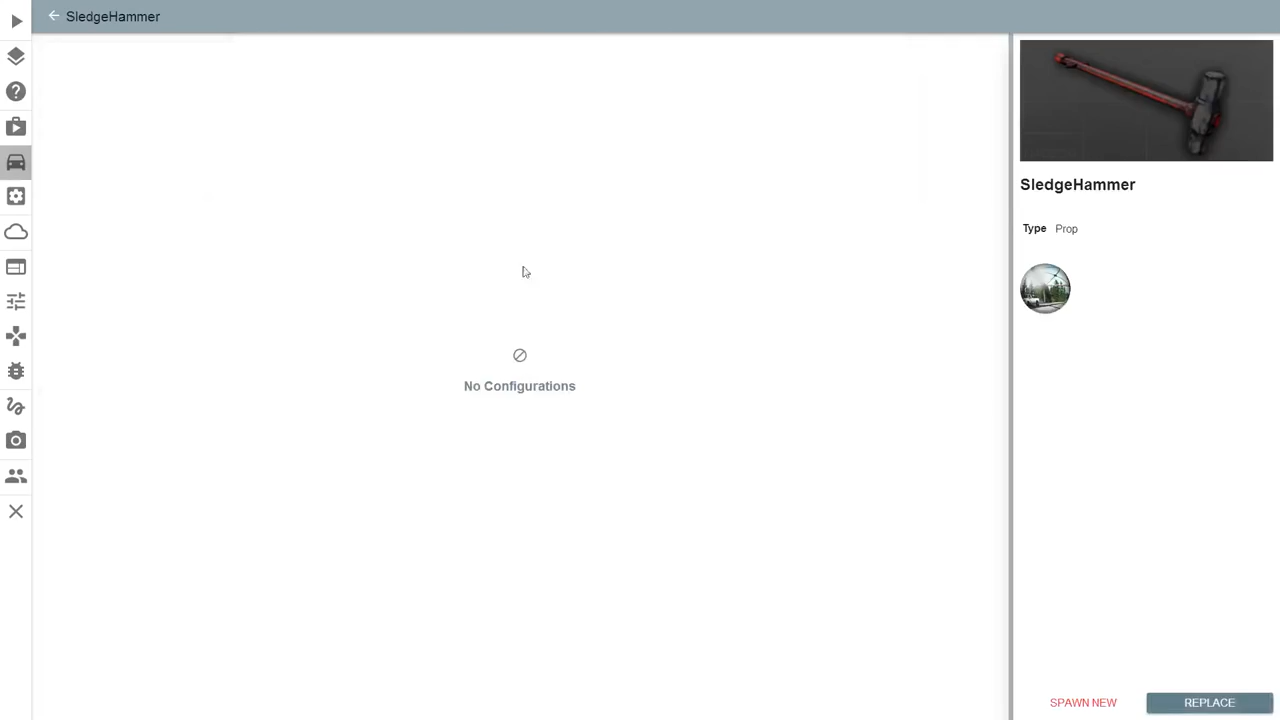 SledgeHammer
SledgeHammer
Type Prop
No Configurations
SPAWN NEW REPLACE